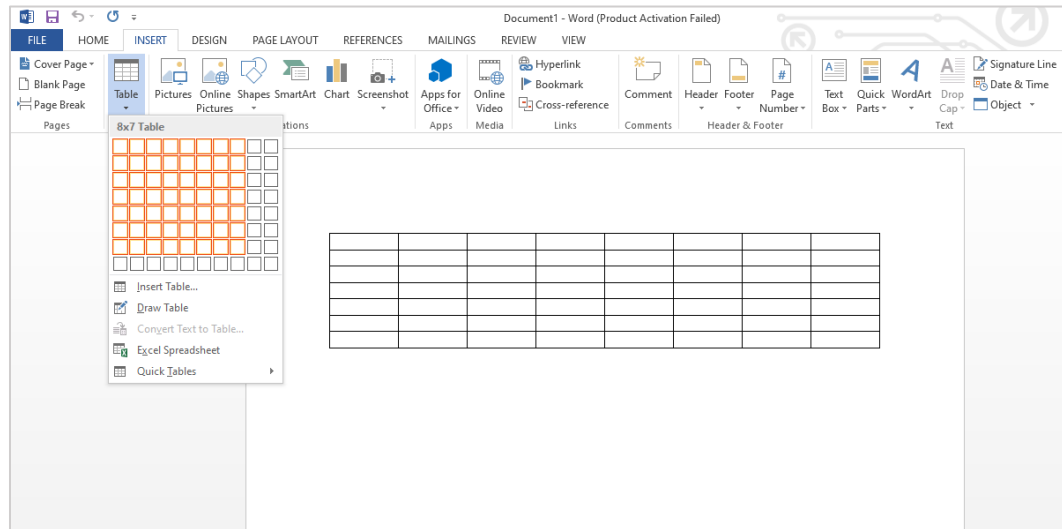 Document1 - Word (Product Activation Failed)
FILE HOME INSERT DESIGN PAGE LAYOUT REFERENCES MAILINGS REVIEW VIEW
Cover Page
Blank Page
Page Break
Pages
Table
Pictures
Online Pictures
Shapes
SmartArt
Chart
Screenshot
Apps for Office
Apps
Online Video
Media
Hyperlink
Bookmark
Cross-reference
Links
Comment
Comments
Header
Footer
Page Number
Header & Footer
A
Text Box
Quick Parts
A
WordArt
A
Drop Cap
Signature Line
Date & Time
Object
Text
#
8x7 Table
Insert Table...
Draw Table
Convert Text to Table...
Excel Spreadsheet
Quick Tables